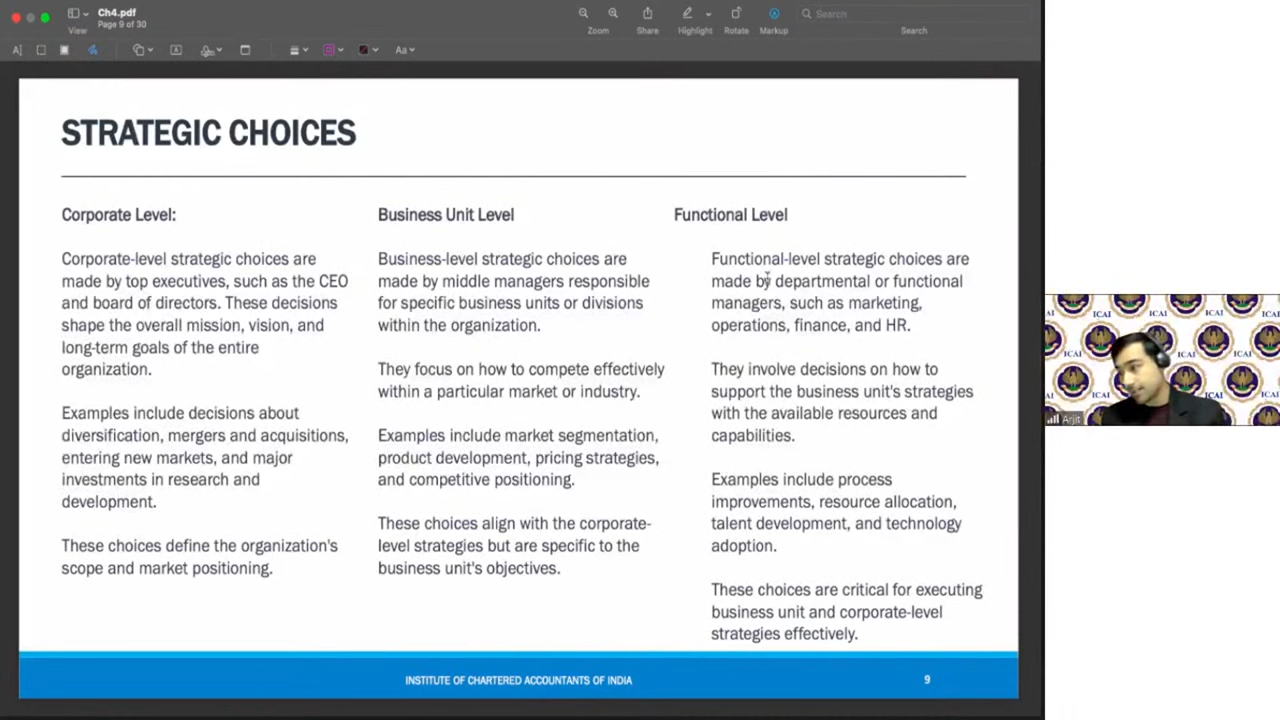 Ch4.pdf
Page 9 of 30
View
Zoom
Share
Highlight
Rotate
Markup
Search
Search
A
Aa
STRATEGIC CHOICES
Corporate Level:
Corporate-level strategic choices are
made by top executives, such as the CEO
and board of directors. These decisions
shape the overall mission, vision, and
long-term goals of the entire
organization.
Examples include decisions about
diversification, mergers and acquisitions,
entering new markets, and major
investments in research and
development.
These choices define the organization's
scope and market positioning.
Business Unit Level
Business-level strategic choices are
made by middle managers responsible
for specific business units or divisions
within the organization.
They focus on how to compete effectively
within a particular market or industry.
Examples include market segmentation,
product development, pricing strategies,
and competitive positioning.
These choices align with the corporate-
level strategies but are specific to the
business unit's objectives.
Functional Level
Functional-level strategic choices are
made by departmental or functional
managers, such as marketing,
operations, finance, and HR.
They involve decisions on how to
support the business unit's strategies
with the available resources and
capabilities.
Examples include process
improvements, resource allocation,
talent development, and technology
adoption.
These choices are critical for executing
business unit and corporate-level
strategies effectively.
INSTITUTE OF CHARTERED ACCOUNTANTS OF INDIA
9
ICAI
ICAI
ICAI
ICAI
Arjit